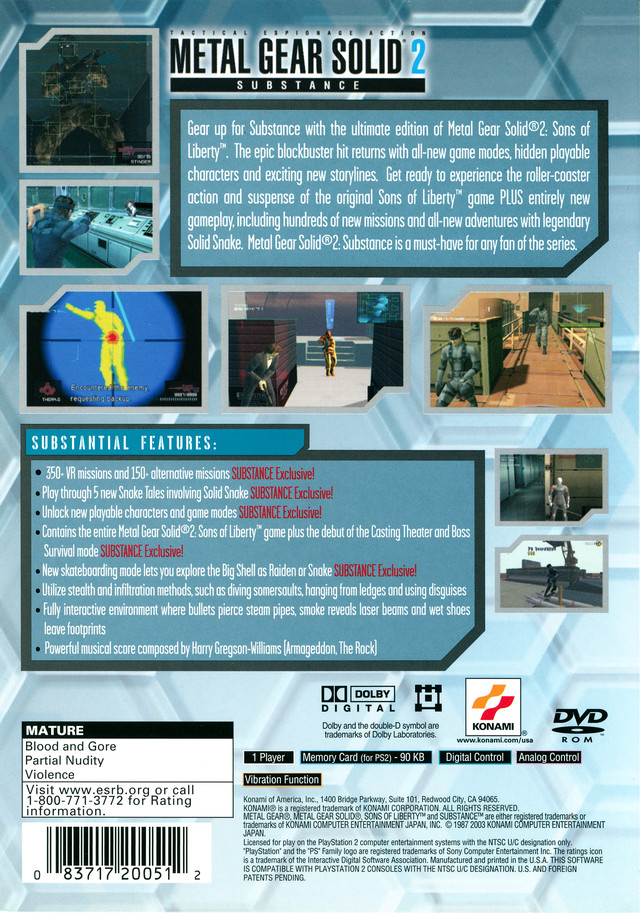 TACTICAL ESPIONAGE ACTION
METAL GEAR SOLID® 2
SUBSTANCE
STINGER
Gear up for Substance with the ultimate edition of Metal Gear Solid®2: Sons of
Liberty™. The epic blockbuster hit returns with all-new game modes, hidden playable
characters and exciting new storylines. Get ready to experience the roller-coaster
action and suspense of the original Sons of Liberty™ game PLUS entirely new
gameplay, including hundreds of new missions and all-new adventures with legendary
Solid Snake. Metal Gear Solid®2: Substance is a must-have for any fan of the series.
Encountered enemy,
requesting backup.
SUBSTANTIAL FEATURES:
• 350+ VR missions and 150+ alternative missions SUBSTANCE Exclusive!
• Play through 5 new Snake Tales involving Solid Snake SUBSTANCE Exclusive!
• Unlock new playable characters and game modes SUBSTANCE Exclusive!
• Contains the entire Metal Gear Solid®2: Sons of Liberty™ game plus the debut of the Casting Theater and Boss
Survival mode SUBSTANCE Exclusive!
• New skateboarding mode lets you explore the Big Shell as Raiden or Snake SUBSTANCE Exclusive!
• Utilize stealth and infiltration methods, such as diving somersaults, hanging from ledges and using disguises
• Fully interactive environment where bullets pierce steam pipes, smoke reveals laser beams and wet shoes
leave footprints
• Powerful musical score composed by Harry Gregson-Williams (Armageddon, The Rock)
DOLBY
DIGITAL
Dolby and the double-D symbol are
trademarks of Dolby Laboratories.
KONAMI®
www.konami.com/usa
DVD
ROM™
MATURE
Blood and Gore
Partial Nudity
Violence
Visit www.esrb.org or call
1-800-771-3772 for Rating
information.
1 Player
Memory Card (for PS2) - 90 KB
Digital Control
Analog Control
Vibration Function
Konami of America, Inc., 1400 Bridge Parkway, Suite 101, Redwood City, CA 94065.
KONAMI® is a registered trademark of KONAMI CORPORATION. ALL RIGHTS RESERVED.
METAL GEAR®, METAL GEAR SOLID®, SONS OF LIBERTY™ and SUBSTANCE™ are either registered trademarks or
trademarks of KONAMI COMPUTER ENTERTAINMENT JAPAN, INC. © 1987 2003 KONAMI COMPUTER ENTERTAINMENT
JAPAN.
Licensed for play on the PlayStation 2 computer entertainment systems with the NTSC U/C designation only.
"PlayStation" and the "PS" Family logo are registered trademarks of Sony Computer Entertainment Inc. The ratings icon
is a trademark of the Interactive Digital Software Association. Manufactured and printed in the U.S.A. THIS SOFTWARE
IS COMPATIBLE WITH PLAYSTATION 2 CONSOLES WITH THE NTSC U/C DESIGNATION. U.S. AND FOREIGN
PATENTS PENDING.
0 83717 20051 2